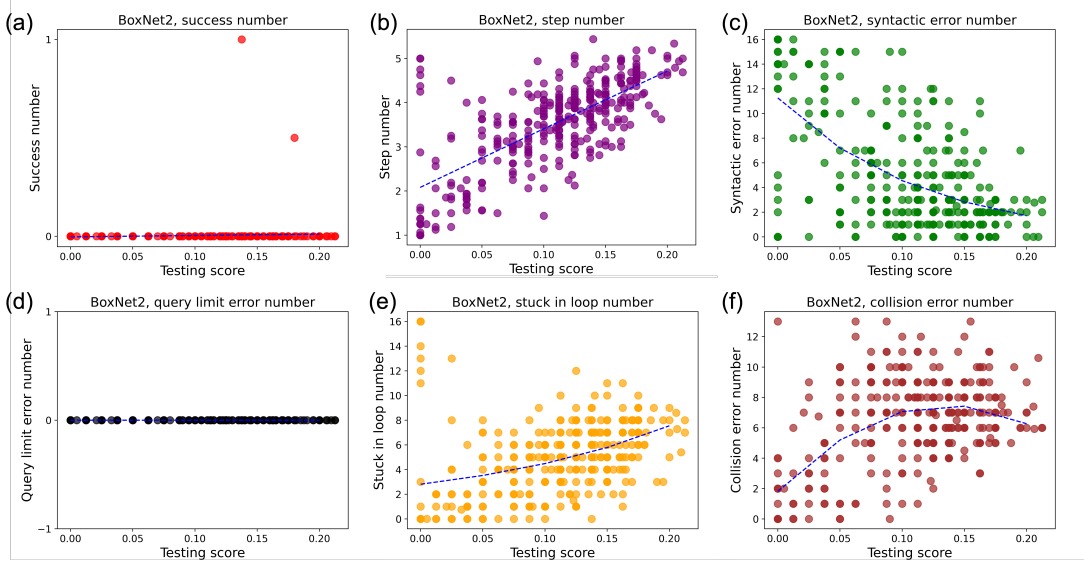 (a)
BoxNet2, success number
1
0
Success number
0.00 0.05 0.10 0.15 0.20
Testing score
(b)
BoxNet2, step number
5
4
3
2
1
Step number
0.00 0.05 0.10 0.15 0.20
Testing score
(c)
BoxNet2, syntactic error number
16
14
12
10
8
6
4
2
0
Syntactic error number
0.00 0.05 0.10 0.15 0.20
Testing score
(d)
BoxNet2, query limit error number
1
0
−1
Query limit error number
0.00 0.05 0.10 0.15 0.20
Testing score
(e)
BoxNet2, stuck in loop number
16
14
12
10
8
6
4
2
0
Stuck in loop number
0.00 0.05 0.10 0.15 0.20
Testing score
(f)
BoxNet2, collision error number
12
10
8
6
4
2
0
Collision error number
0.00 0.05 0.10 0.15 0.20
Testing score